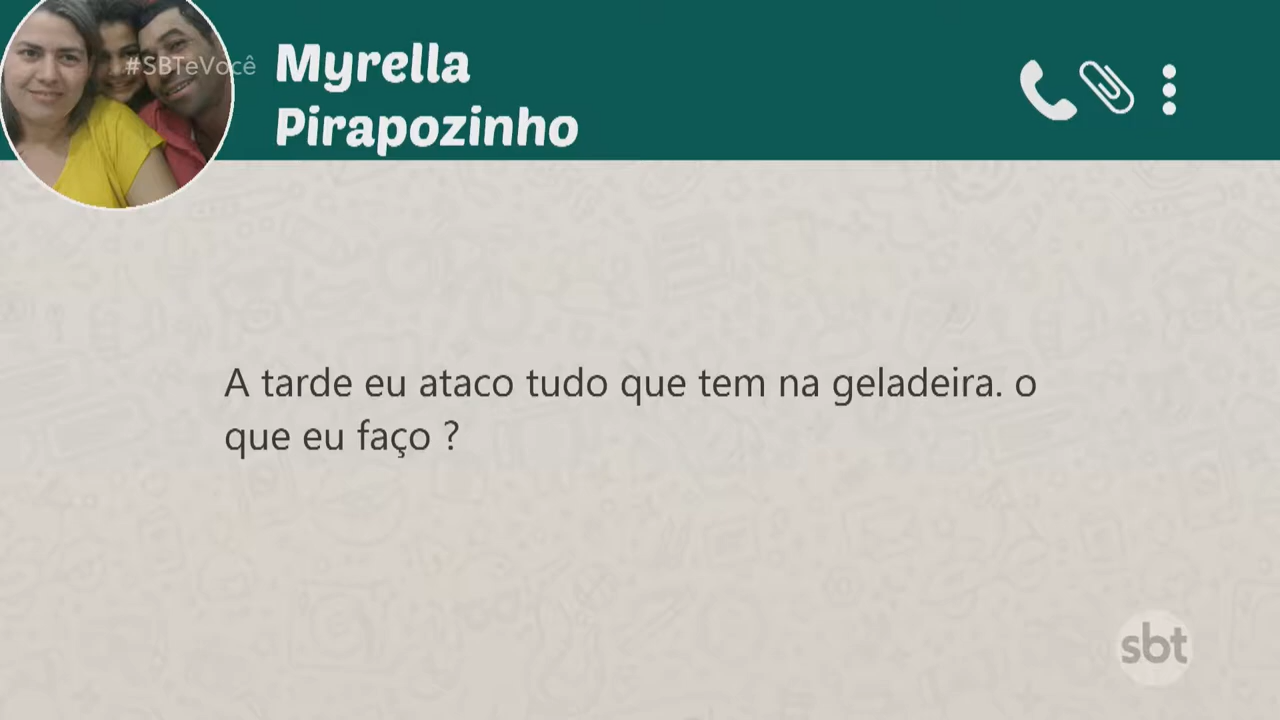 #SBTeVocê
Myrella
Pirapozinho
A tarde eu ataco tudo que tem na geladeira. o
que eu faço ?
sbt